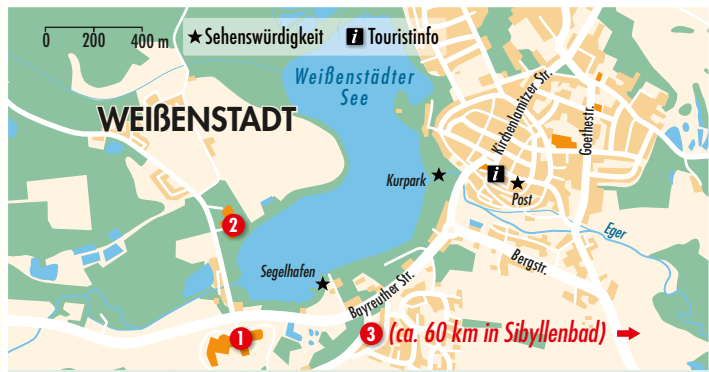 0 200 400 m
★ Sehenswürdigkeit i Touristinfo
Weißenstädter
See
WEIßENSTADT
Kirchenlamitzer Str.
Goethestr.
Kurpark
i
Post
2
Eger
Segelhafen
Bergstr.
Bayreuther Str.
1
3 (ca. 60 km in Sibyllenbad)